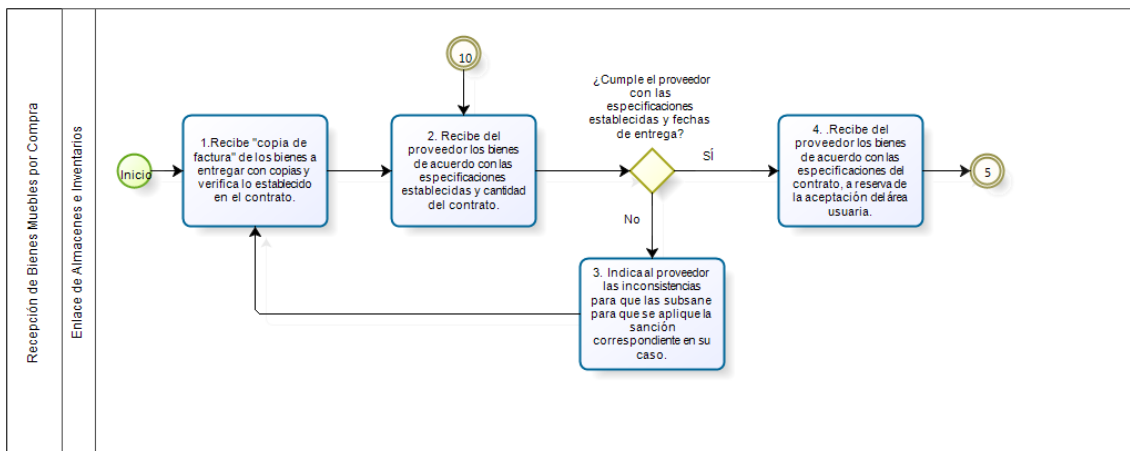 Recepción de Bienes Muebles por Compra
Enlace de Almacenes e Inventarios
Inicio
1.Recibe "copia de
factura" de los bienes a
entregar con copias y
verifica lo establecido
en el contrato.
10
2. Recibe del
proveedor los bienes
de acuerdo con las
especificaciones
establecidas y cantidad
del contrato.
¿Cumple el proveedor
con las
especificaciones
establecidas y fechas
de entrega?
SÍ
No
3. Indica al proveedor
las inconsistencias
para que las subsane
para que se aplique la
sanción
correspondiente en su
caso.
4. .Recibe del
proveedor los bienes
de acuerdo con las
especificaciones del
contrato, a reserva de
la aceptación del área
usuaria.
5